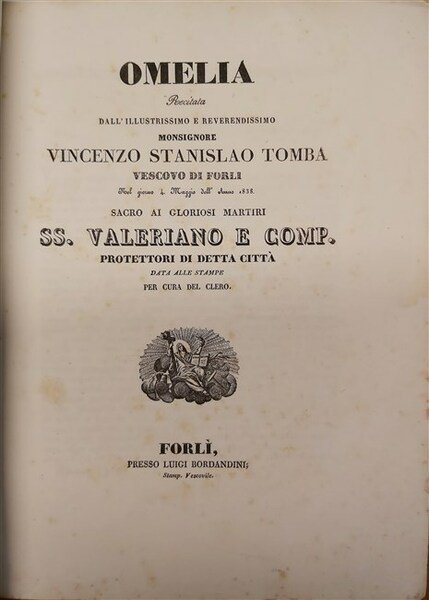 OMELIA
Recitata
DALL'ILLUSTRISSIMO E REVERENDISSIMO
MONSIGNORE
VINCENZO STANISLAO TOMBA
VESCOVO DI FORLI
Nel giorno 4. Maggio dell' Anno 1838.
SACRO AI GLORIOSI MARTIRI
SS. VALERIANO E COMP.
PROTETTORI DI DETTA CITTÀ
DATA ALLE STAMPE
PER CURA DEL CLERO.
FORLÌ,
PRESSO LUIGI BORDANDINI;
Stamp. Vescovile.